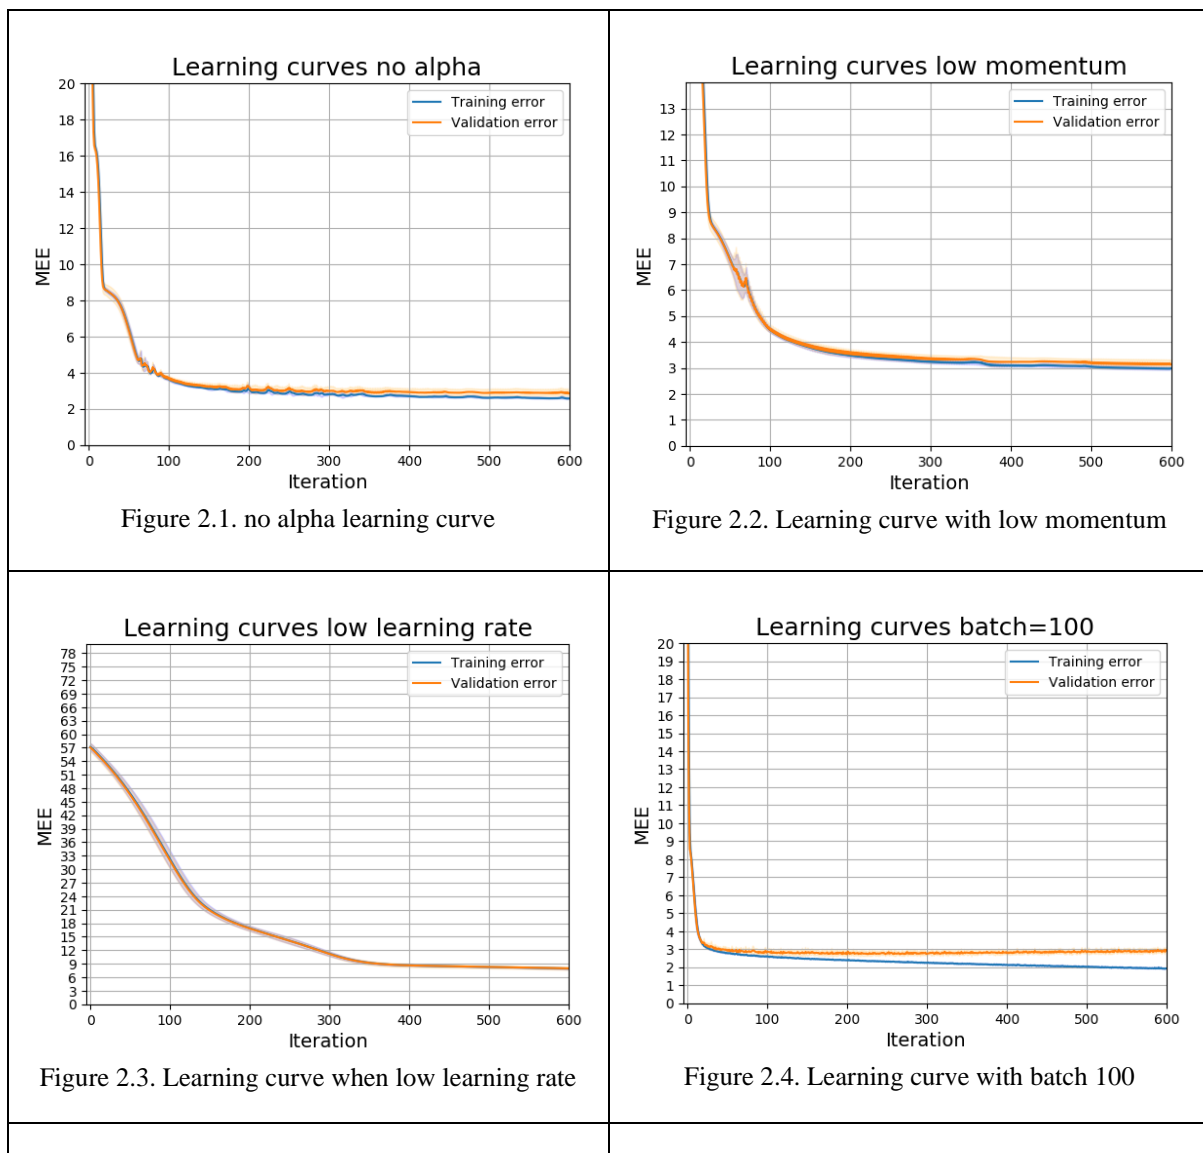 Learning curves no alpha
20
18
16
14
12
10
8
6
4
2
0
MEE
Training error
Validation error
0 100 200 300 400 500 600
Iteration
Figure 2.1. no alpha learning curve
Learning curves low momentum
13
12
11
10
9
8
7
6
5
4
3
2
1
0
MEE
Training error
Validation error
0 100 200 300 400 500 600
Iteration
Figure 2.2. Learning curve with low momentum
Learning curves low learning rate
78
75
72
69
66
63
60
57
54
51
48
45
42
39
36
33
30
27
24
21
18
15
12
9
6
3
0
MEE
Training error
Validation error
0 100 200 300 400 500 600
Iteration
Figure 2.3. Learning curve when low learning rate
Learning curves batch=100
20
19
18
17
16
15
14
13
12
11
10
9
8
7
6
5
4
3
2
1
0
MEE
Training error
Validation error
0 100 200 300 400 500 600
Iteration
Figure 2.4. Learning curve with batch 100